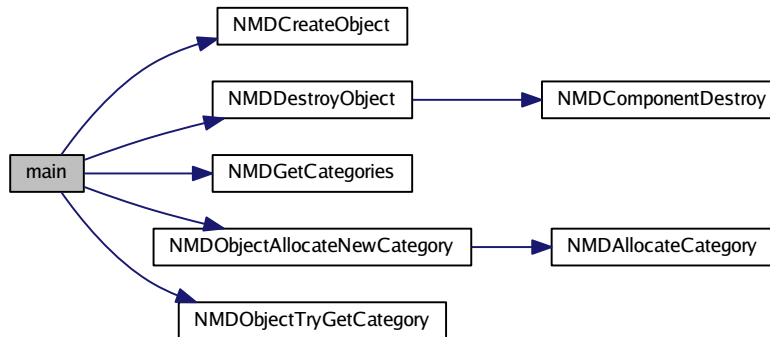 NMDCreateObject
NMDDestroyObject
NMDComponentDestroy
main
NMDGetCategories
NMDObjectAllocateNewCategory
NMDAllocateCategory
NMDObjectTryGetCategory